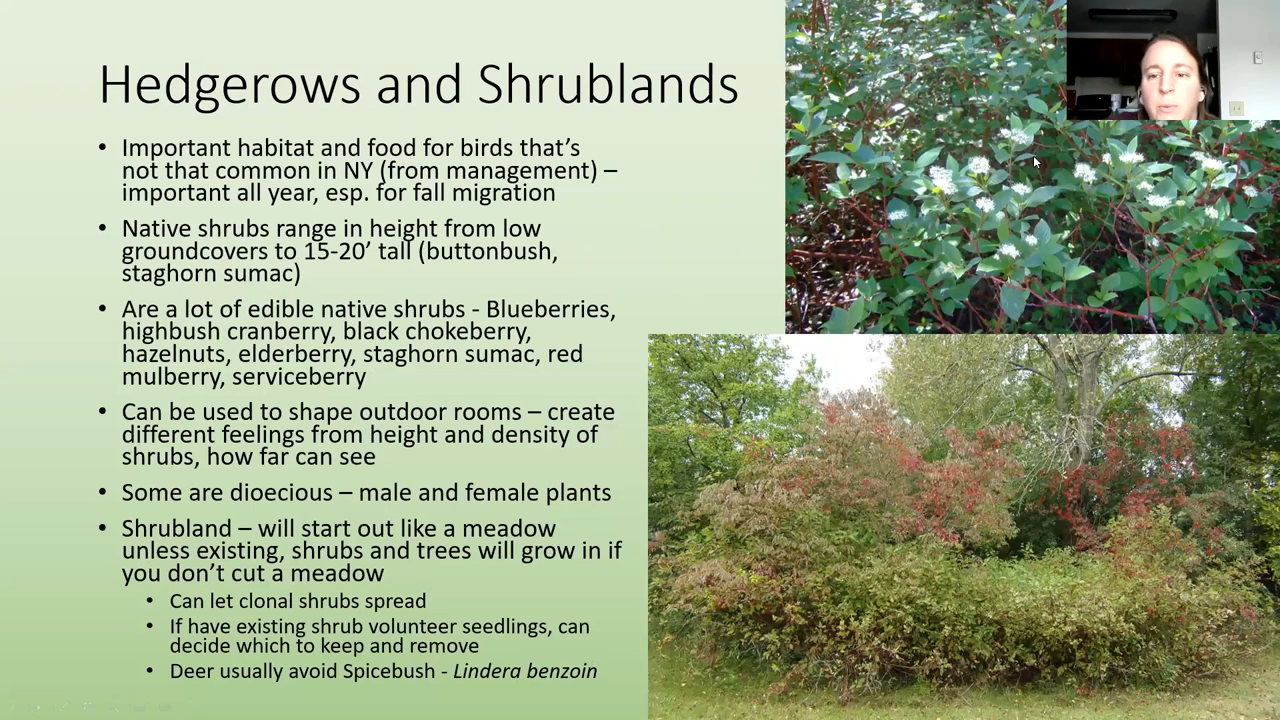 Hedgerows and Shrublands
• Important habitat and food for birds that’s
not that common in NY (from management) –
important all year, esp. for fall migration
• Native shrubs range in height from low
groundcovers to 15-20’ tall (buttonbush,
staghorn sumac)
• Are a lot of edible native shrubs - Blueberries,
highbush cranberry, black chokeberry,
hazelnuts, elderberry, staghorn sumac, red
mulberry, serviceberry
• Can be used to shape outdoor rooms – create
different feelings from height and density of
shrubs, how far can see
• Some are dioecious – male and female plants
• Shrubland – will start out like a meadow
unless existing, shrubs and trees will grow in if
you don’t cut a meadow
• Can let clonal shrubs spread
• If have existing shrub volunteer seedlings, can
decide which to keep and remove
• Deer usually avoid Spicebush - Lindera benzoin